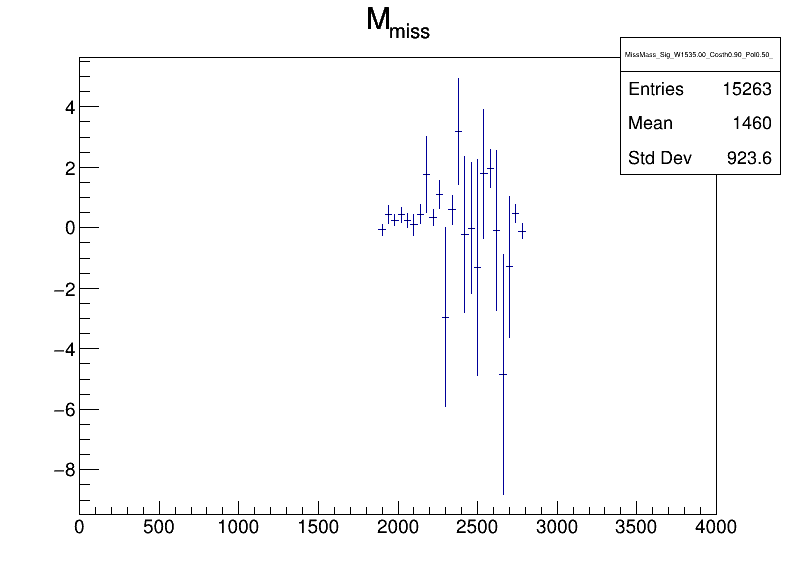 M_miss
MissMass_Sig_W1535.00_Costh0.90_Pol0.50_
Entries 15263
Mean 1460
Std Dev 923.6
4
2
0
−2
−4
−6
−8
0 500 1000 1500 2000 2500 3000 3500 4000